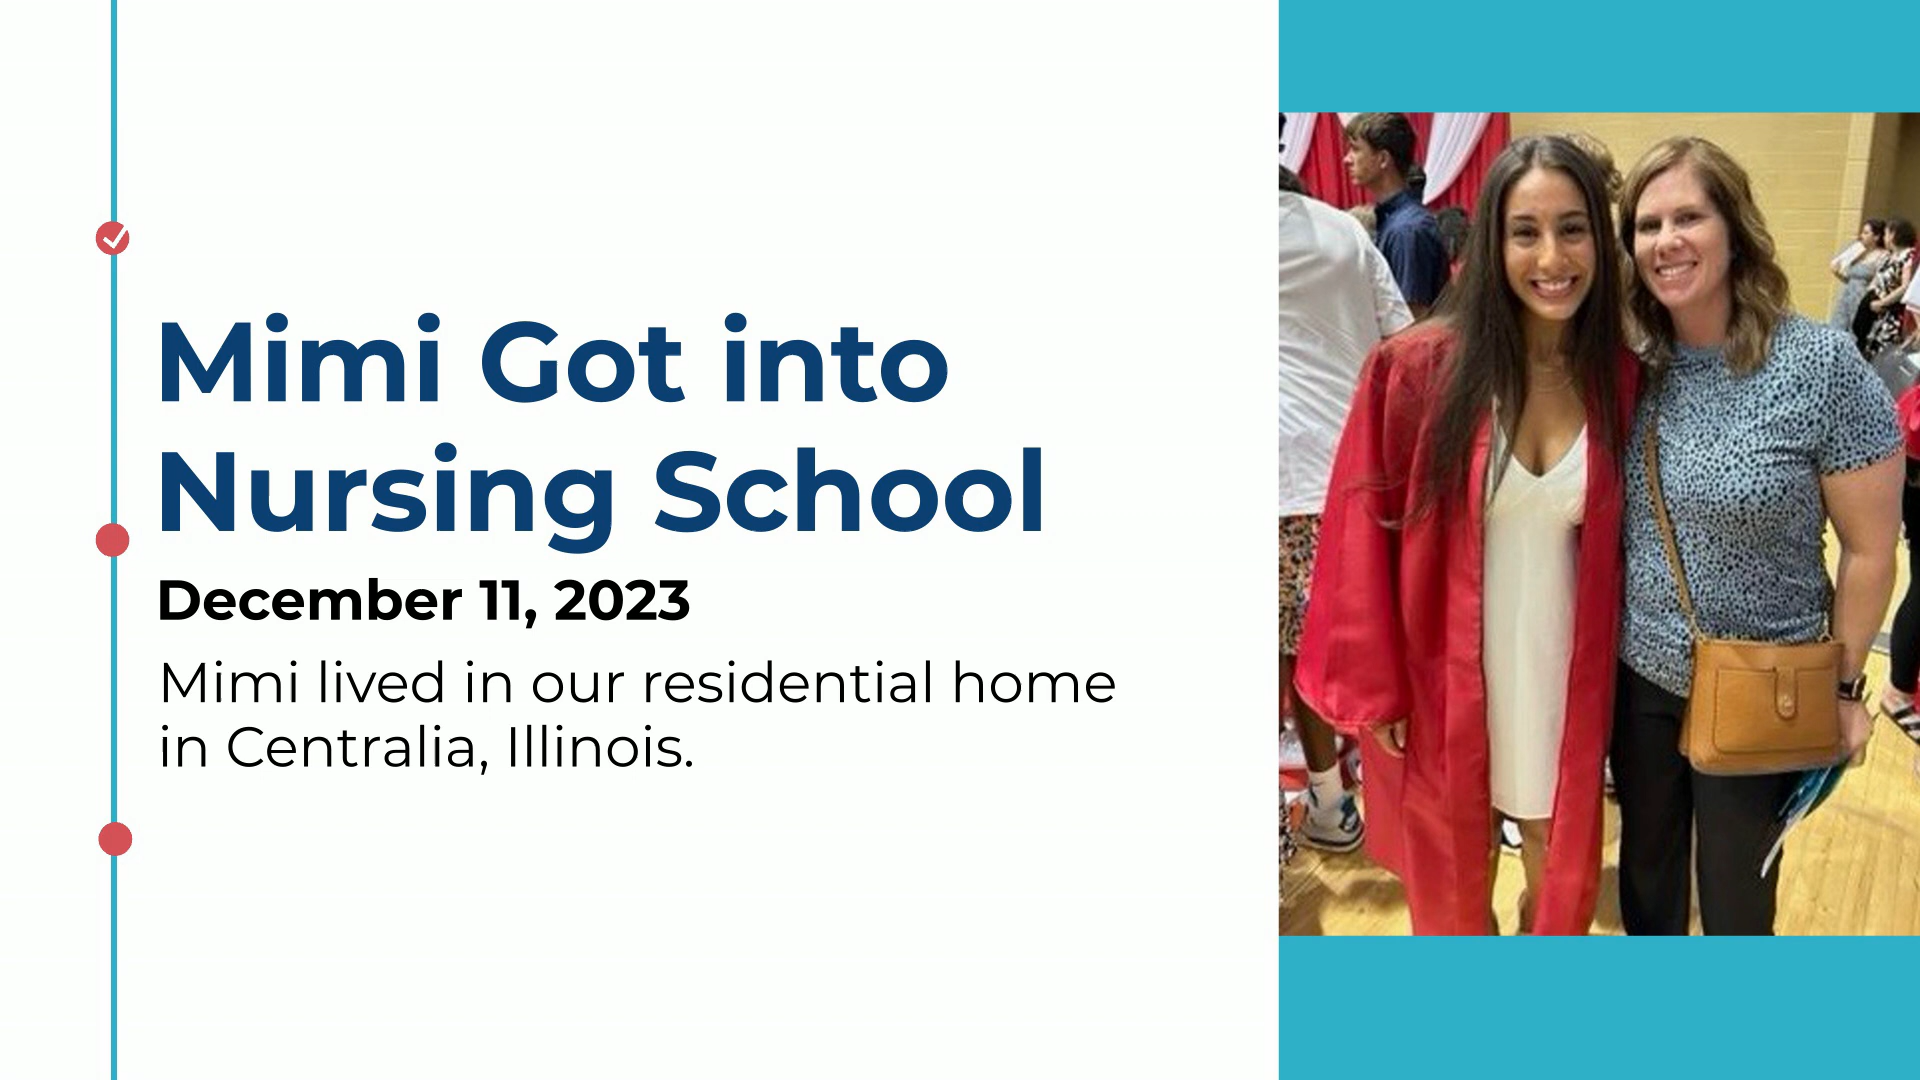 Mimi Got into
Nursing School
December 11, 2023
Mimi lived in our residential home
in Centralia, Illinois.